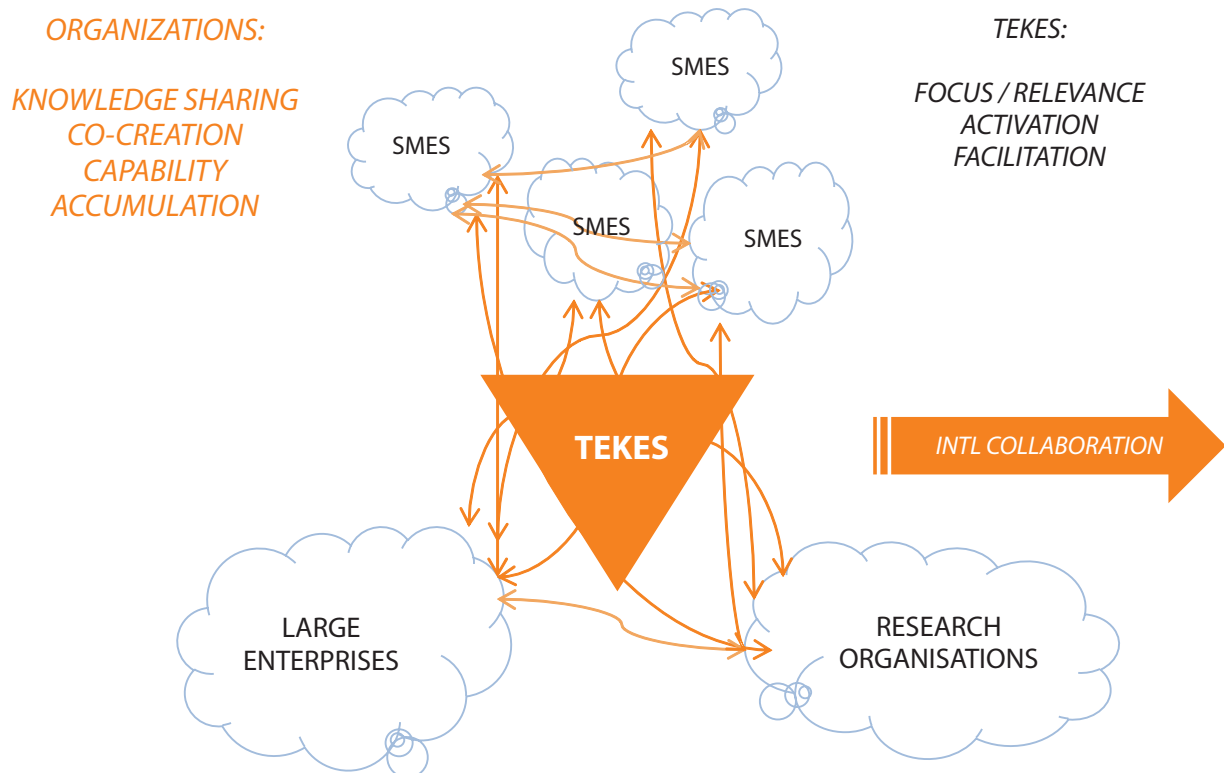 ORGANIZATIONS:
KNOWLEDGE SHARING
CO-CREATION
CAPABILITY
ACCUMULATION
TEKES:
FOCUS / RELEVANCE
ACTIVATION
FACILITATION
SMES
SMES
SMES
SMES
TEKES
INTL COLLABORATION
LARGE
ENTERPRISES
RESEARCH
ORGANISATIONS